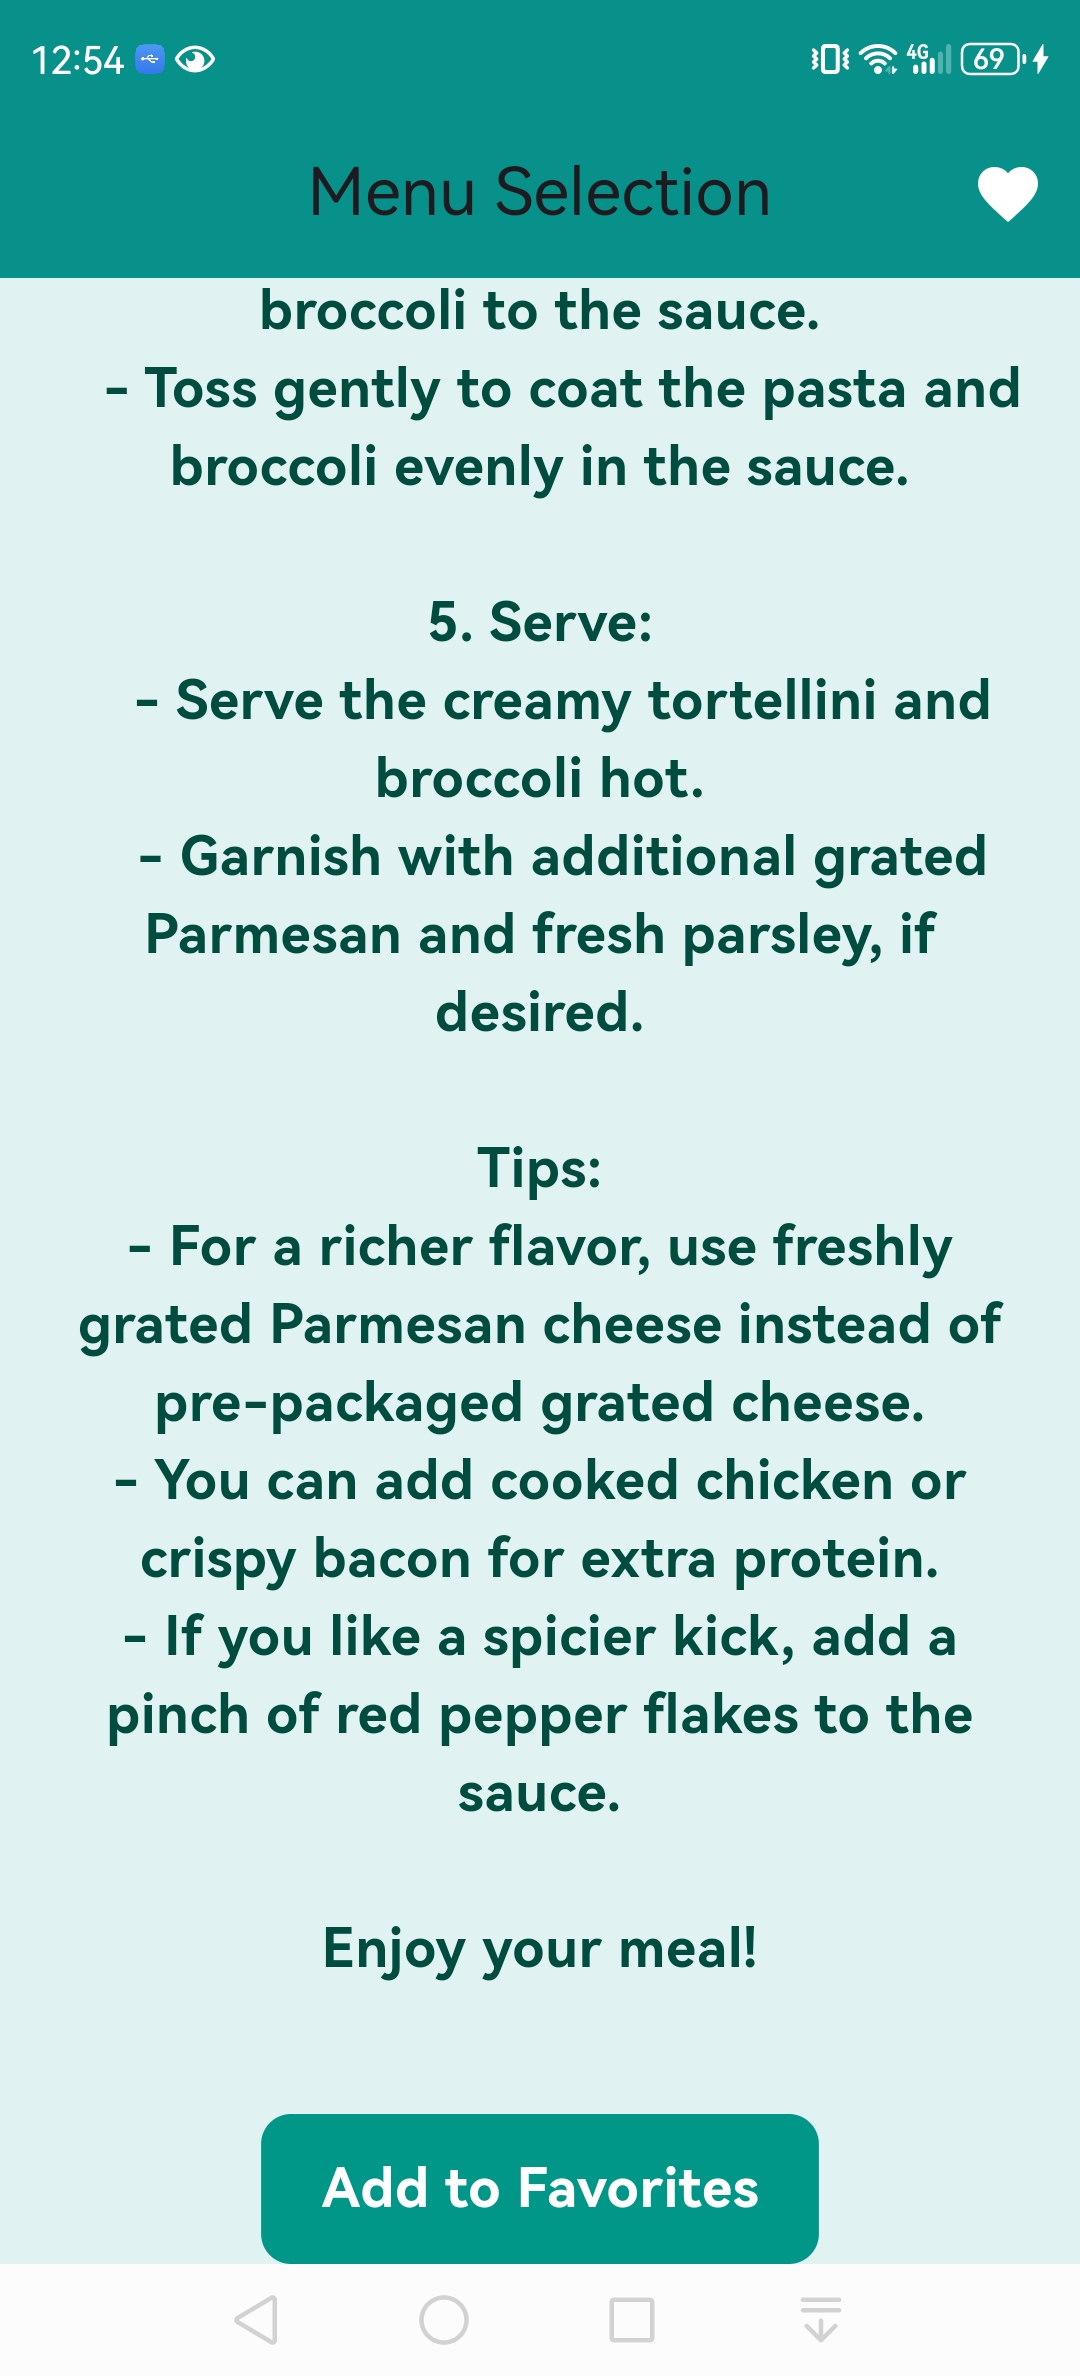 12:54
4G
69
Menu Selection
broccoli to the sauce.
- Toss gently to coat the pasta and
broccoli evenly in the sauce.
5. Serve:
- Serve the creamy tortellini and
broccoli hot.
- Garnish with additional grated
Parmesan and fresh parsley, if
desired.
Tips:
- For a richer flavor, use freshly
grated Parmesan cheese instead of
pre-packaged grated cheese.
- You can add cooked chicken or
crispy bacon for extra protein.
- If you like a spicier kick, add a
pinch of red pepper flakes to the
sauce.
Enjoy your meal!
Add to Favorites